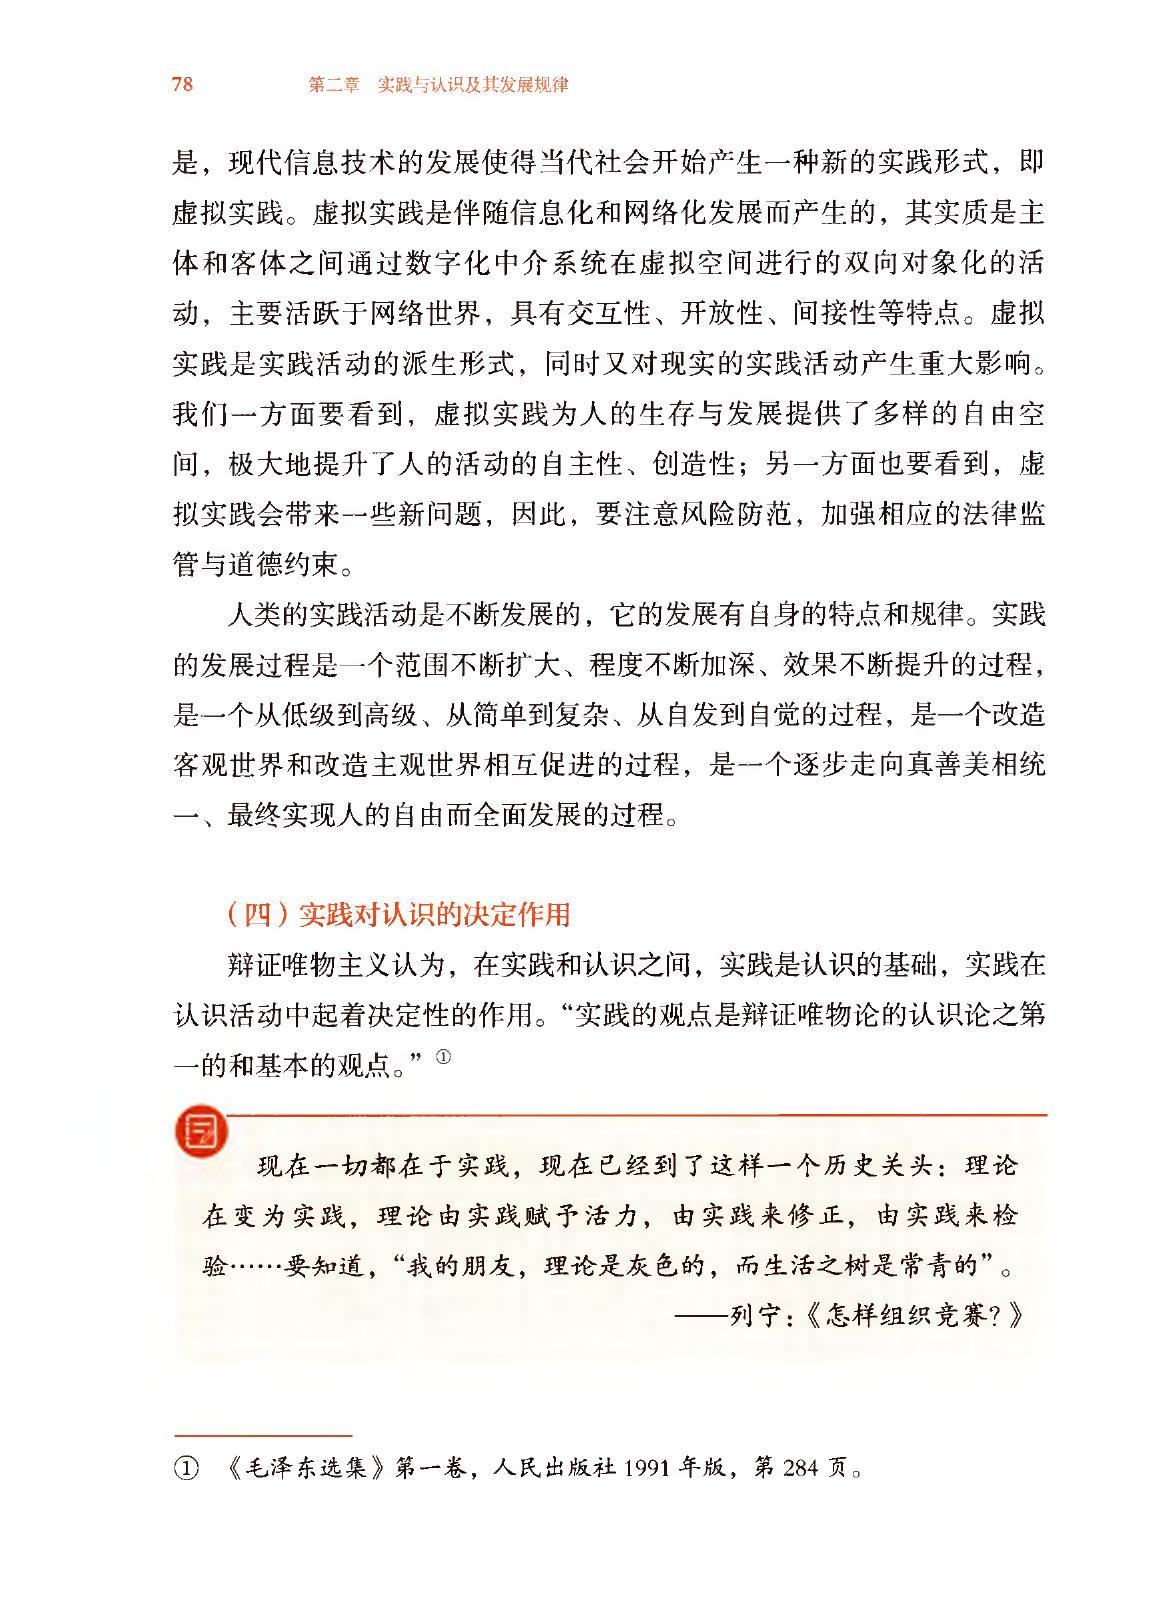 78 第二章 实践与认识及其发展规律
是，现代信息技术的发展使得当代社会开始产生一种新的实践形式，即
虚拟实践。虚拟实践是伴随信息化和网络化发展而产生的，其实质是主
体和客体之间通过数字化中介系统在虚拟空间进行的双向对象化的活
动，主要活跃于网络世界，具有交互性、开放性、间接性等特点。虚拟
实践是实践活动的派生形式，同时又对现实的实践活动产生重大影响。
我们一方面要看到，虚拟实践为人的生存与发展提供了多样的自由空
间，极大地提升了人的活动的自主性、创造性；另一方面也要看到，虚
拟实践会带来一些新问题，因此，要注意风险防范，加强相应的法律监
管与道德约束。
人类的实践活动是不断发展的，它的发展有自身的特点和规律。实践
的发展过程是一个范围不断扩大、程度不断加深、效果不断提升的过程，
是一个从低级到高级、从简单到复杂、从自发到自觉的过程，是一个改造
客观世界和改造主观世界相互促进的过程，是一个逐步走向真善美相统
一、最终实现人的自由而全面发展的过程。
（四）实践对认识的决定作用
辩证唯物主义认为，在实践和认识之间，实践是认识的基础，实践在
认识活动中起着决定性的作用。“实践的观点是辩证唯物论的认识论之第
一的和基本的观点。”①
现在一切都在于实践，现在已经到了这样一个历史关头：理论
在变为实践，理论由实践赋予活力，由实践来修正，由实践来检
验……要知道，“我的朋友，理论是灰色的，而生活之树是常青的”。
——列宁：《怎样组织竞赛？》
① 《毛泽东选集》第一卷，人民出版社 1991 年版，第 284 页。